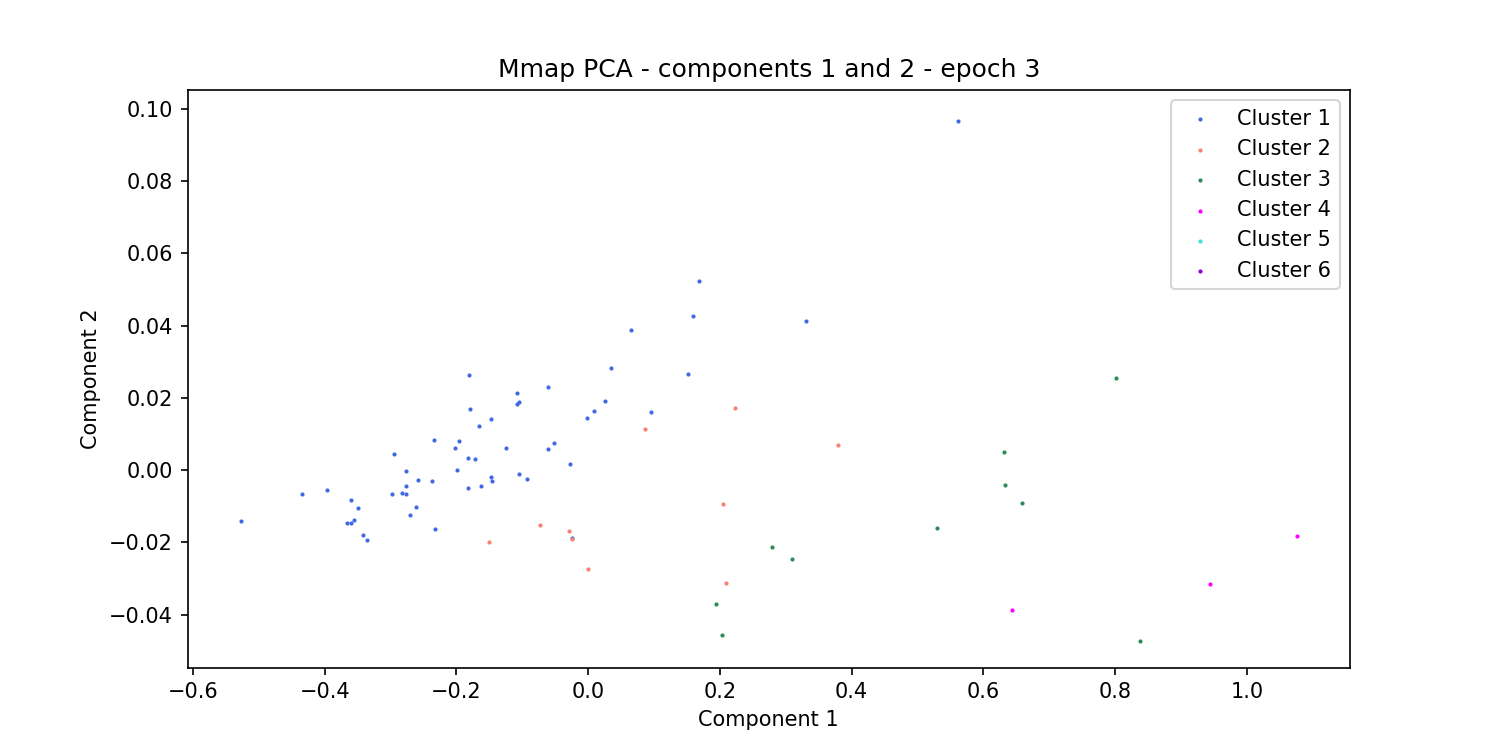 Mmap PCA - components 1 and 2 - epoch 3
Cluster 1
Cluster 2
Cluster 3
Cluster 4
Cluster 5
Cluster 6
Component 2
0.10
0.08
0.06
0.04
0.02
0.00
−0.02
−0.04
−0.6
−0.4
−0.2
0.0
0.2
0.4
0.6
0.8
1.0
Component 1